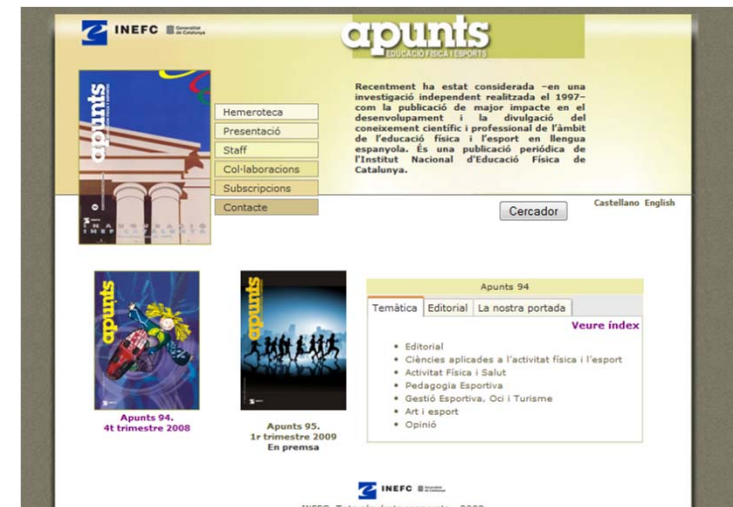 INEFC Generalitat de Catalunya
apunts
EDUCACIÓ FÍSICA I ESPORTS
apunts
Hemeroteca
Presentació
Staff
Col·laboracions
Subscripcions
Contacte
Recentment ha estat considerada –en una
investigació independent realitzada el 1997–
com la publicació de major impacte en el
desenvolupament i la divulgació del
coneixement científic i professional de l'àmbit
de l'educació física i l'esport en llengua
espanyola. És una publicació periódica de
l'Institut Nacional d'Educació Física de
Catalunya.
Cercador
Castellano English
apunts
Apunts 94.
4t trimestre 2008
apunts
Apunts 95.
1r trimestre 2009
En premsa
Apunts 94
Temàtica Editorial La nostra portada
Veure índex
• Editorial
• Ciències aplicades a l'activitat física i l'esport
• Activitat Física i Salut
• Pedagogia Esportiva
• Gestió Esportiva, Oci i Turisme
• Art i esport
• Opinió
INEFC